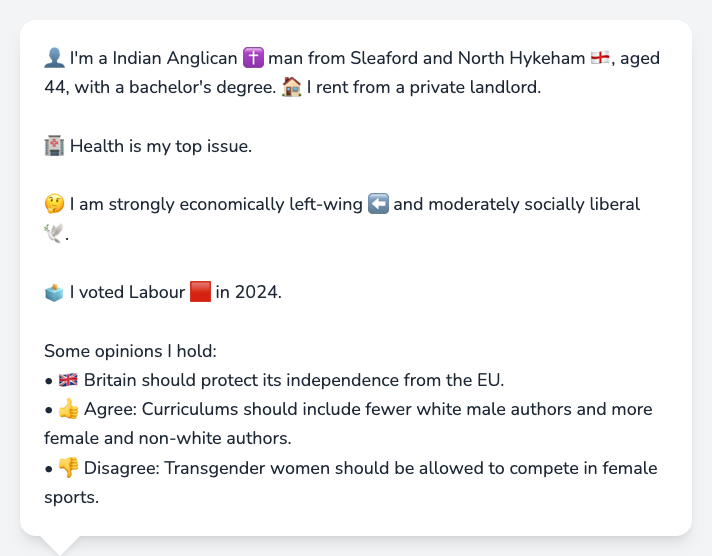 👤 I'm a Indian Anglican ✝️ man from Sleaford and North Hykeham 🏴󠁧󠁢󠁥󠁮󠁧󠁿, aged
44, with a bachelor's degree. 🏠 I rent from a private landlord.
🏥 Health is my top issue.
🤔 I am strongly economically left-wing ⬅️ and moderately socially liberal
🕊️.
🗳️ I voted Labour 🟥 in 2024.
Some opinions I hold:
• 🇬🇧 Britain should protect its independence from the EU.
• 👍 Agree: Curriculums should include fewer white male authors and more
female and non-white authors.
• 👎 Disagree: Transgender women should be allowed to compete in female
sports.